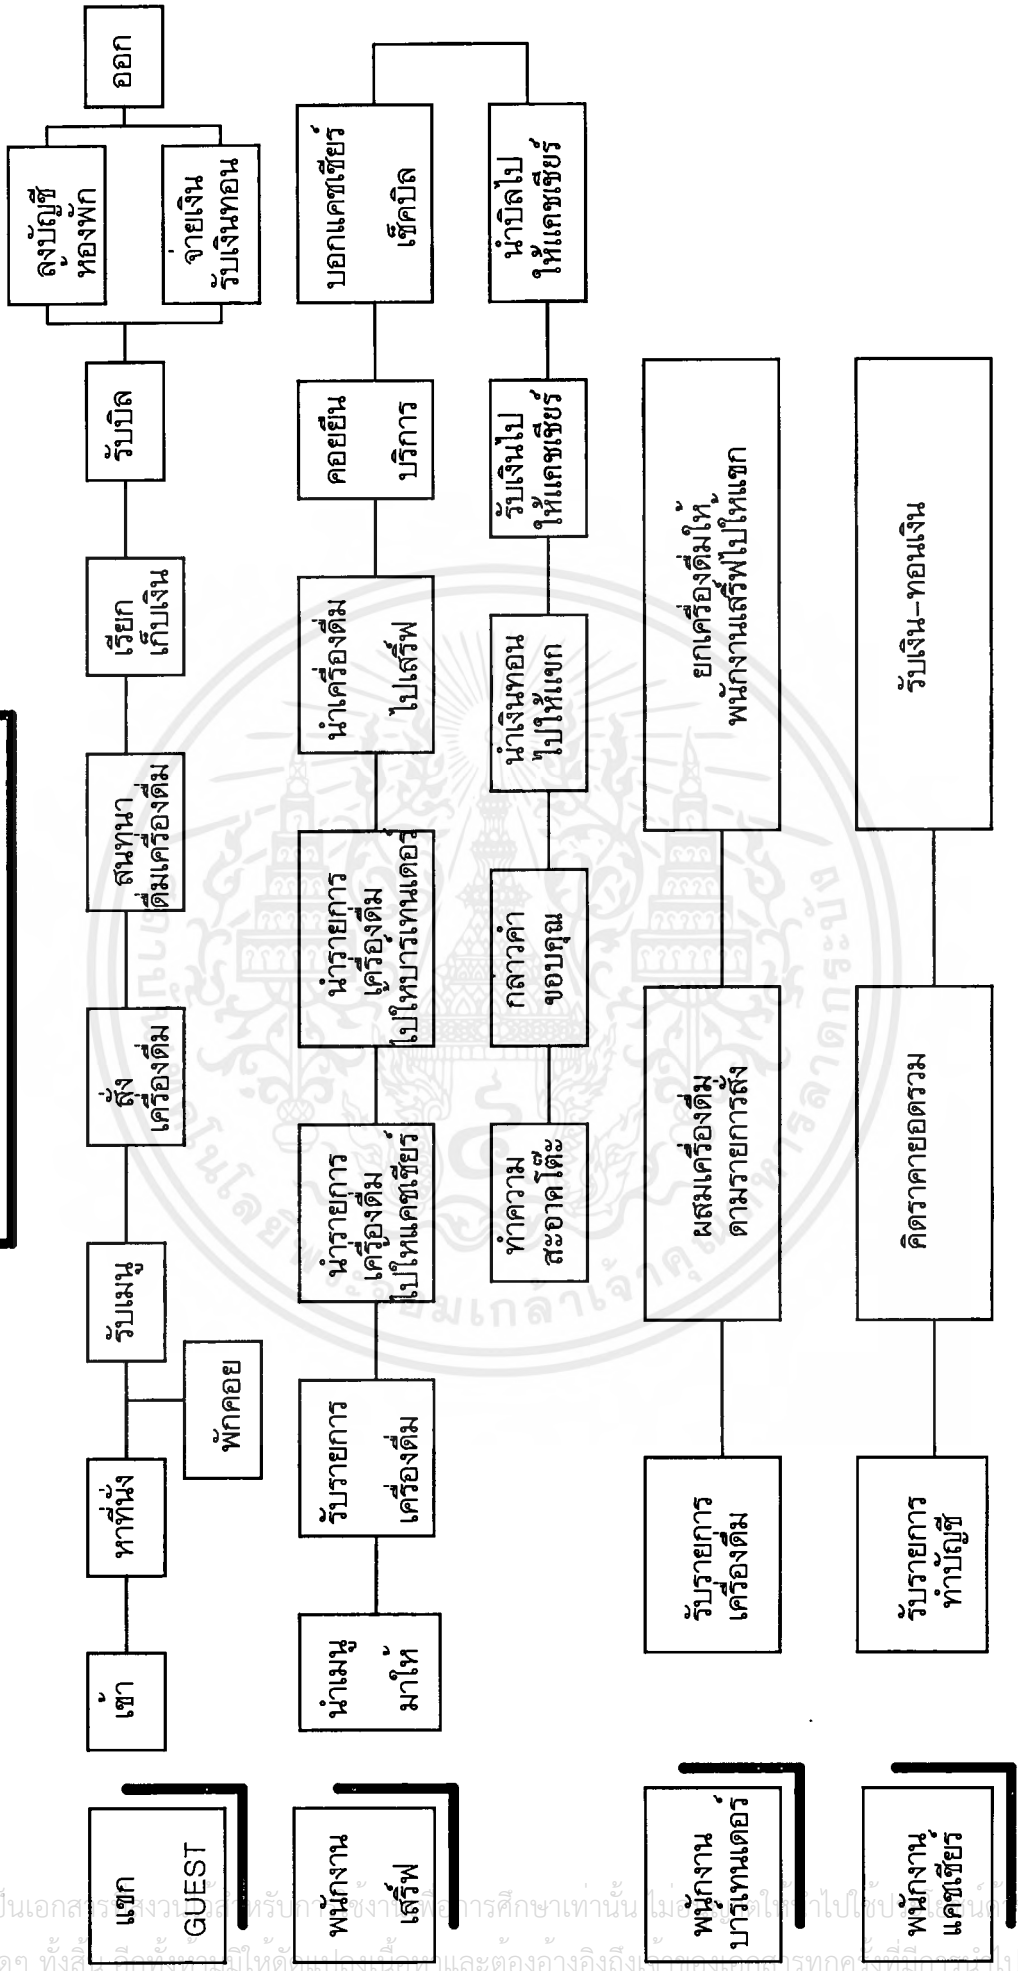 แขก
GUEST
เข้า
หาที่นั่ง
พักคอย
รับเมนู
สั่ง
เครื่องดื่ม
สนทนา
ดื่มเครื่องดื่ม
เรียก
เก็บเงิน
รับบิล
ลงบัญชี
ห้องพัก
จ่ายเงิน
รับเงินทอน
ออก
พนักงาน
เสริ์ฟ
นำเมนู
มาให้
รับรายการ
เครื่องดื่ม
นำรายการ
เครื่องดื่ม
ไปให้แคชเชียร์
นำรายการ
เครื่องดื่ม
ไปให้บาร์เทนเดอร์
นำเครื่องดื่ม
ไปเสริ์ฟ
คอยยืน
บริการ
บอกแคชเชียร์
เช็คบิล
นำบิลไป
ให้แคชเชียร์
รับเงินไป
ให้แคชเชียร์
นำเงินทอน
ไปให้แขก
กล่าวคำ
ขอบคุณ
ทำความ
สะอาดโต๊ะ
พนักงาน
บาร์เทนเดอร์
รับรายการ
เครื่องดื่ม
ผสมเครื่องดื่ม
ตามรายการสั่ง
ยกเครื่องดื่มให้
พนักงานเสริ์ฟไปให้แขก
พนักงาน
แคชเชียร์
รับรายการ
ทำบัญชี
คิดราคายอดรวม
รับเงิน-ทอนเงิน